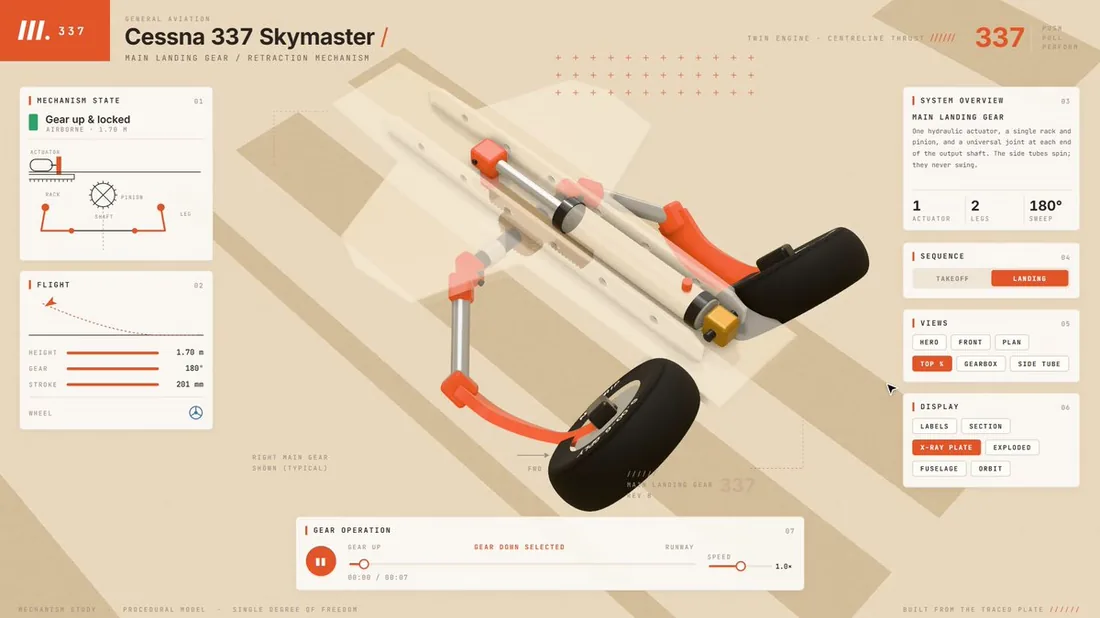 ///. 337
GENERAL AVIATION
Cessna 337 Skymaster /
MAIN LANDING GEAR / RETRACTION MECHANISM
TWIN ENGINE · CENTRELINE THRUST //////
337
PUSH
PULL
PERFORM
MECHANISM STATE 01
Gear up & locked
AIRBORNE · 1.70 M
ACTUATOR
RACK
PINION
SHAFT
LEG
FLIGHT 02
HEIGHT 1.70 m
GEAR 180°
STROKE 201 mm
WHEEL
RIGHT MAIN GEAR
SHOWN (TYPICAL)
FWD
//////
MAIN LANDING GEAR 337
REV B
SYSTEM OVERVIEW 03
MAIN LANDING GEAR
One hydraulic actuator, a single rack and
pinion, and a universal joint at each end
of the output shaft. The side tubes spin;
they never swing.
1 2 180°
ACTUATOR LEGS SWEEP
SEQUENCE 04
TAKEOFF LANDING
VIEWS 05
HERO FRONT PLAN
TOP ¾ GEARBOX SIDE TUBE
DISPLAY 06
LABELS SECTION
X-RAY PLATE EXPLODED
FUSELAGE ORBIT
GEAR OPERATION 07
GEAR UP GEAR DOWN SELECTED RUNWAY
SPEED
1.0×
00:00 / 00:07
MECHANISM STUDY · PROCEDURAL MODEL · SINGLE DEGREE OF FREEDOM
BUILT FROM THE TRACED PLATE //////